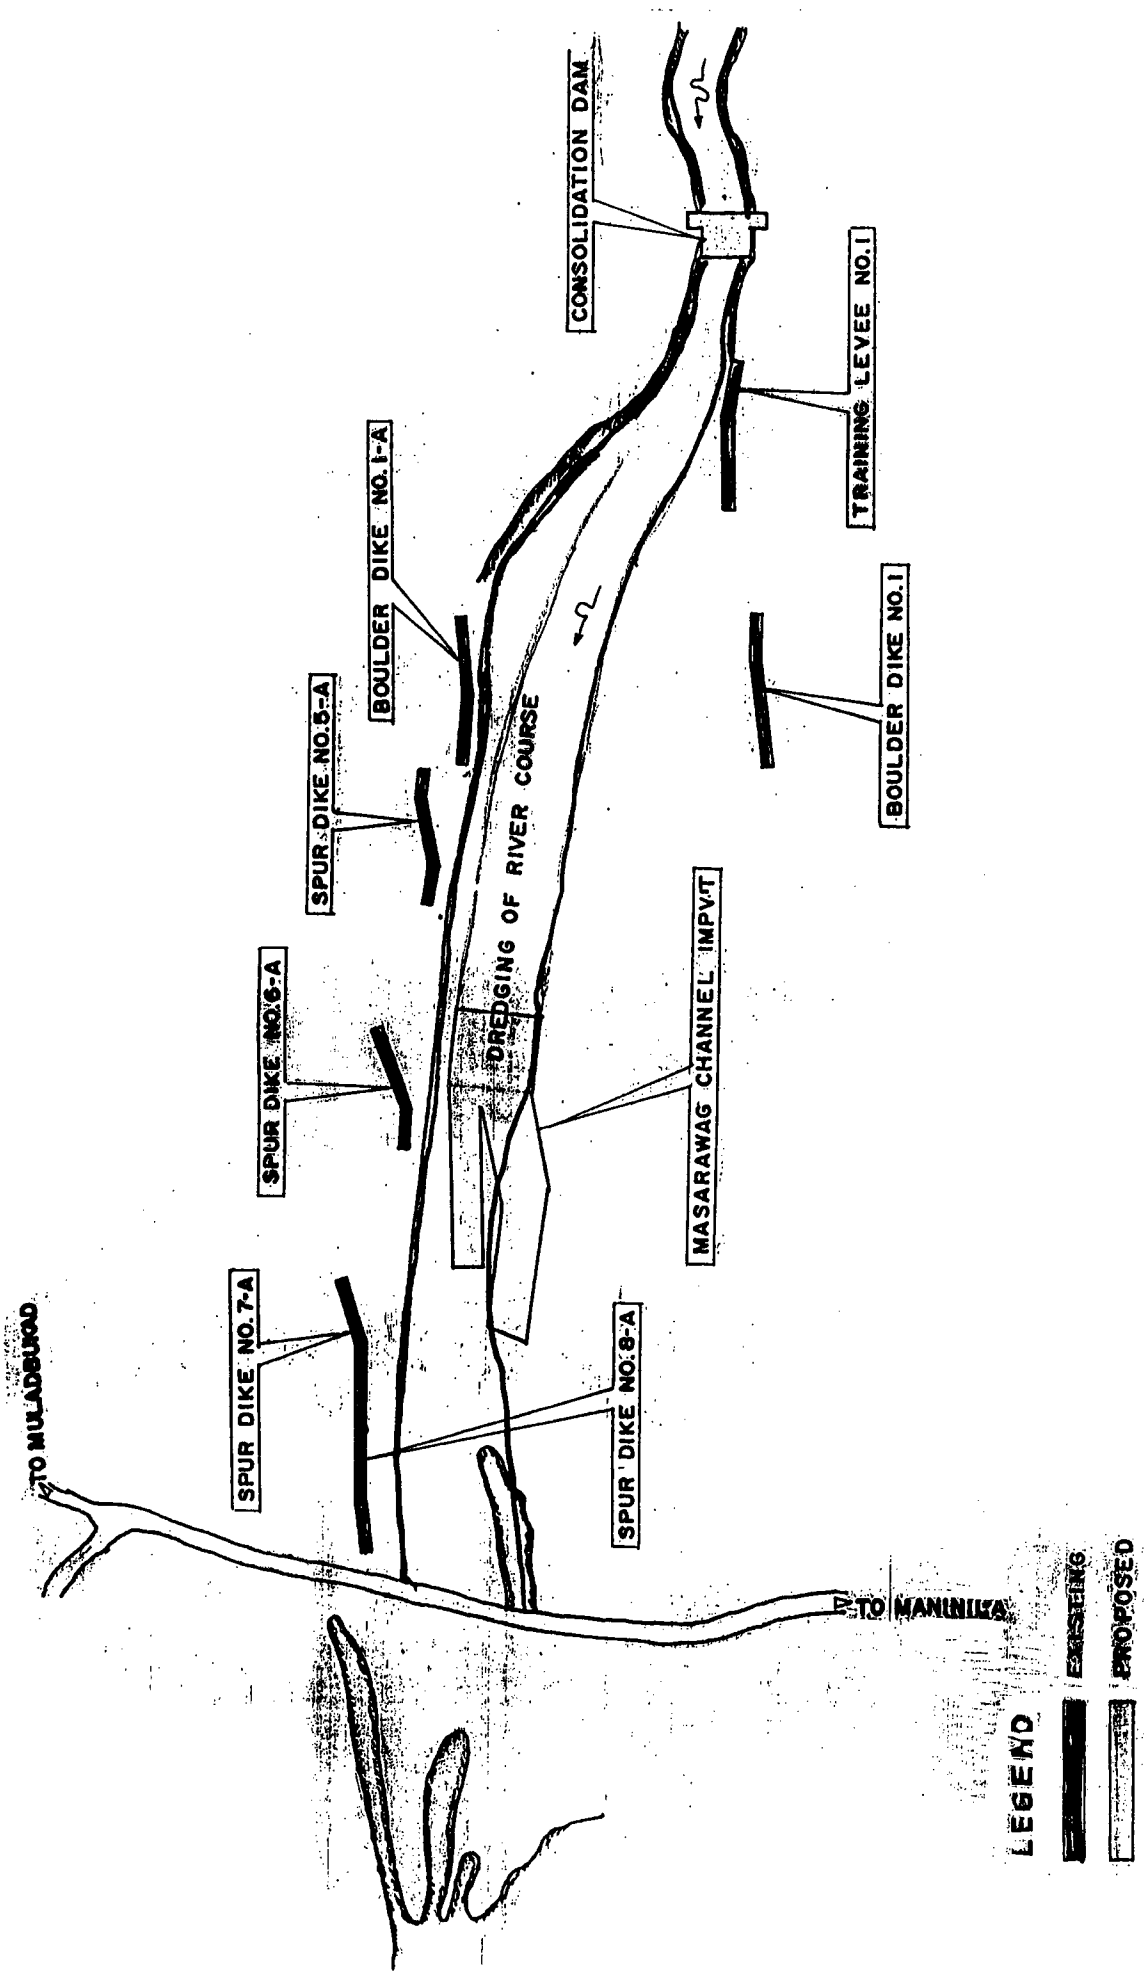 CONSOLIDATION DAM
TRAINING LEVEE NO.1
BOULDER DIKE NO.1-A
BOULDER DIKE NO.1
SPUR DIKE NO.5-A
DREDGING OF RIVER COURSE
MASARAWAG CHANNEL IMPV'T
SPUR DIKE NO.6-A
SPUR DIKE NO.7-A
SPUR DIKE NO.8-A
TO MULADBUCAD
TO MANINILA
LEGEND
EXISTING
PROPOSED